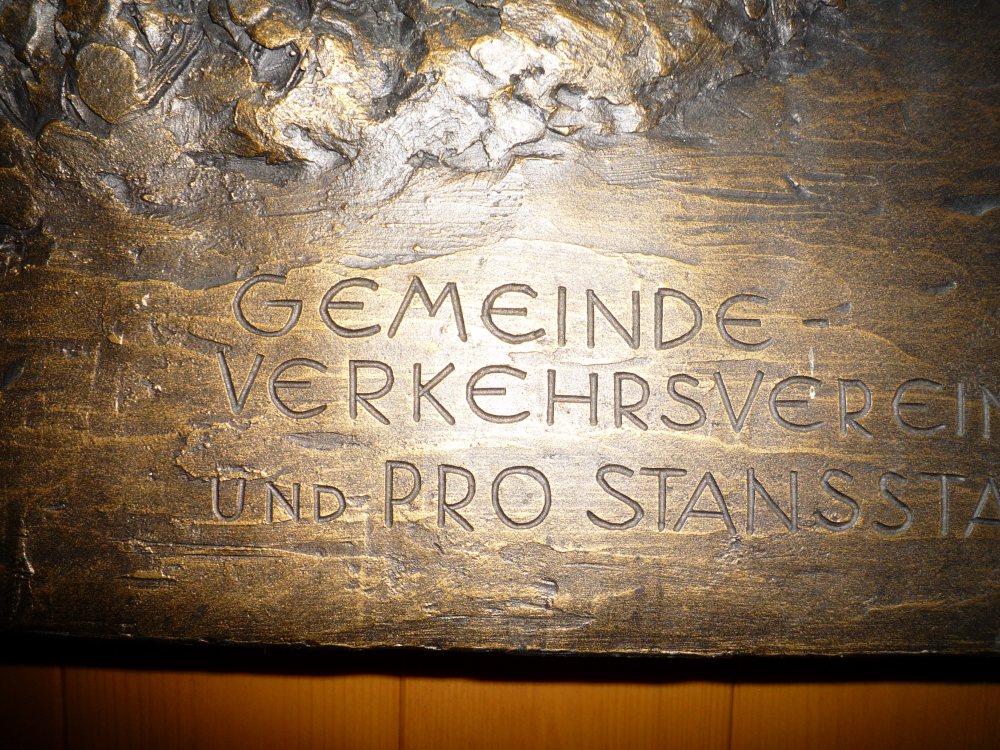 GEMEINDE -
VERKEHRSVEREIN
UND PRO STANSSTA